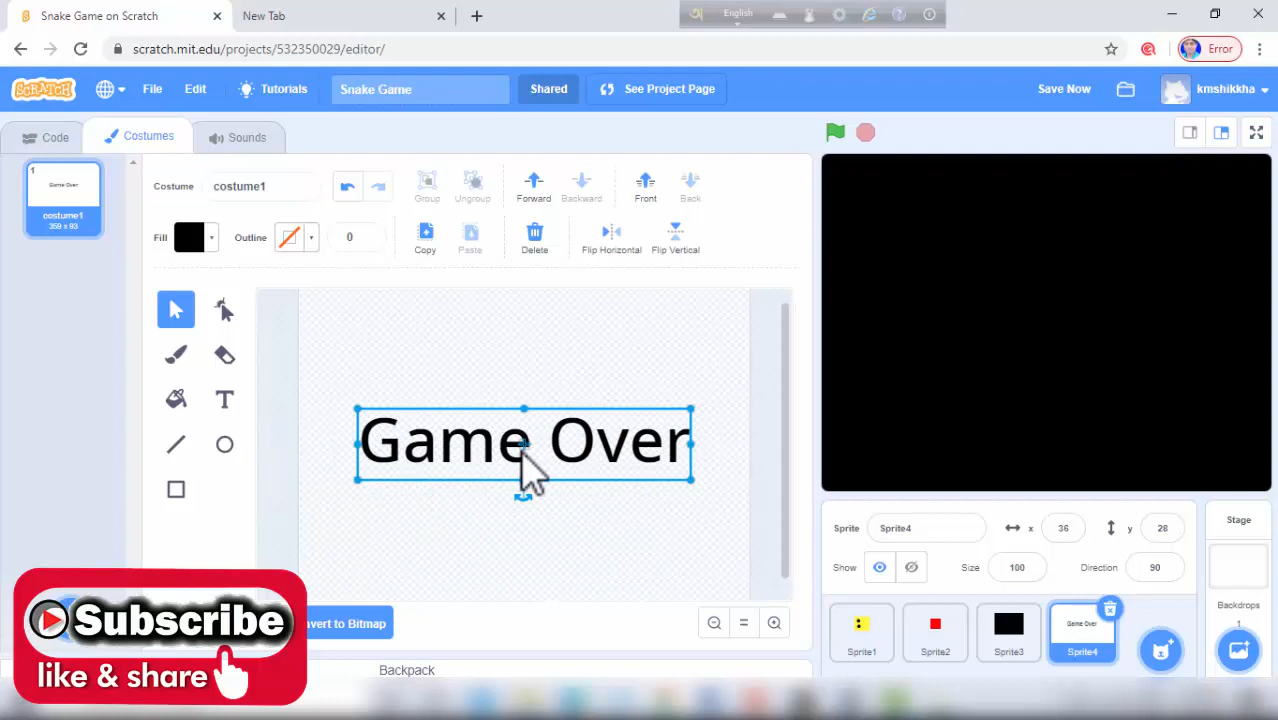 Snake Game on Scratch
New Tab
অ
English
scratch.mit.edu/projects/532350029/editor/
Error
SCRATCH
File
Edit
Tutorials
Snake Game
Shared
See Project Page
Save Now
kmshikkha
Code
Costumes
Sounds
1
Game Over
costume1
359 x 93
Costume
costume1
Group
Ungroup
Forward
Backward
Front
Back
Fill
Outline
0
Copy
Paste
Delete
Flip Horizontal
Flip Vertical
Game Over
Sprite
Sprite4
x
36
y
28
Show
Size
100
Direction
90
Stage
Backdrops
1
Sprite1
Sprite2
Sprite3
Game Over
Sprite4
vert to Bitmap
Backpack
Subscribe
like & share